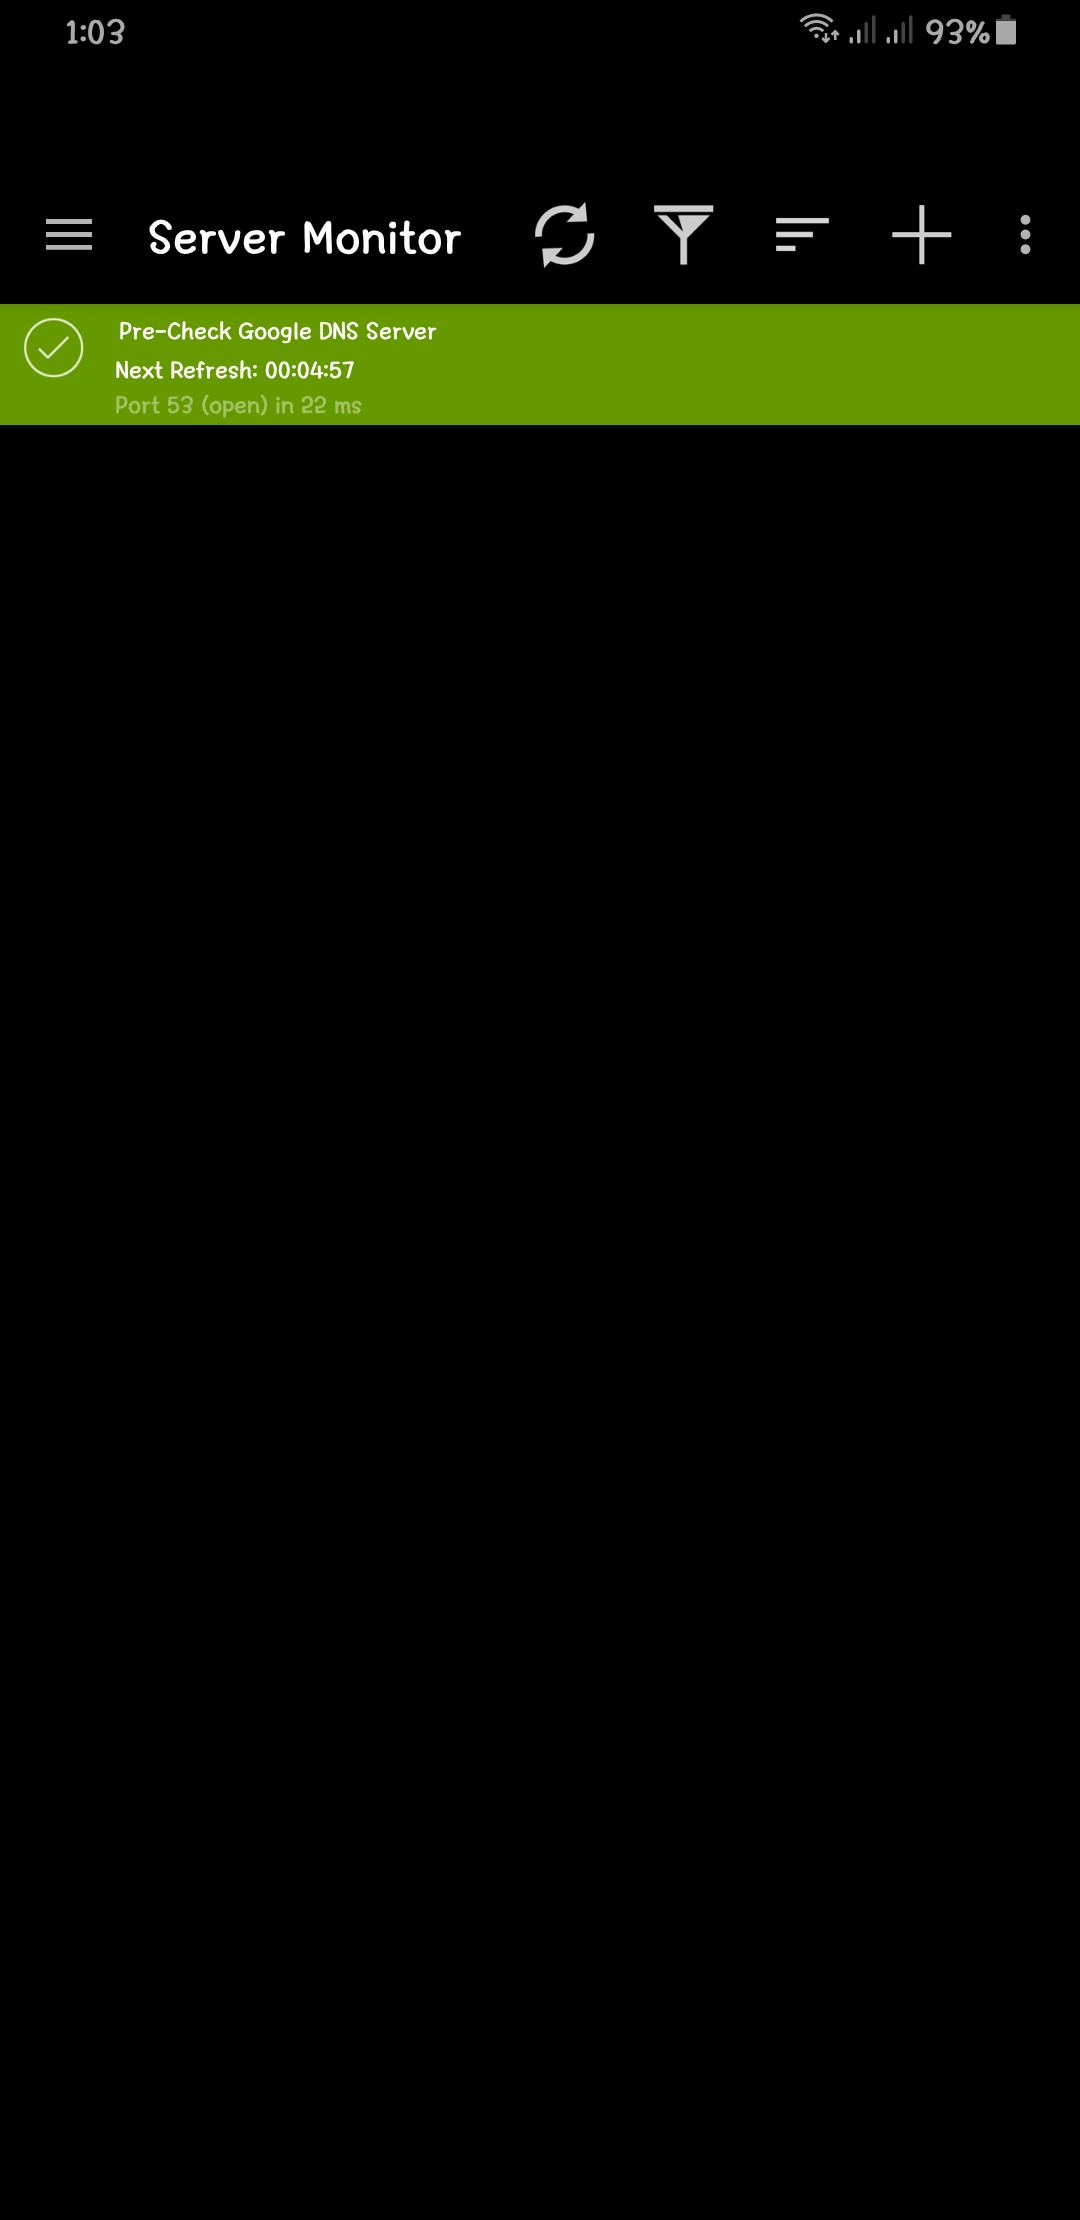 1:03 93%
Server Monitor
Pre-Check Google DNS Server
Next Refresh: 00:04:57
Port 53 (open) in 22 ms